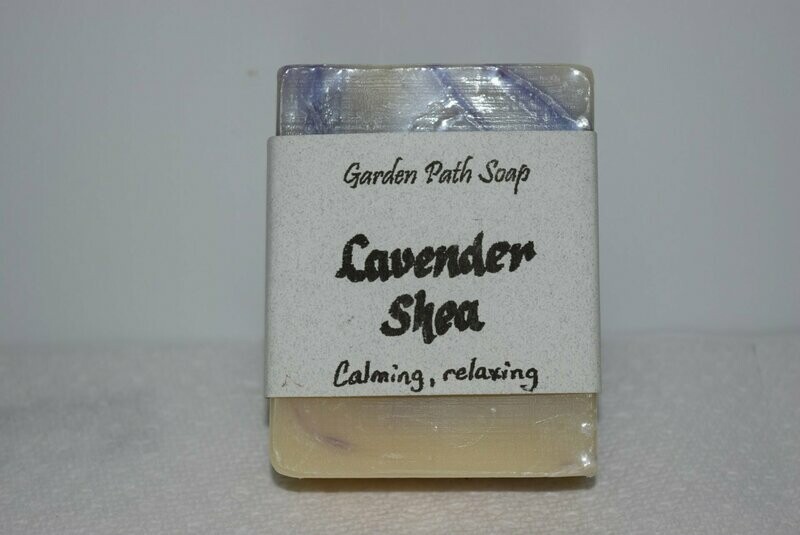 Garden Path Soap
Lavender
Shea
Calming, relaxing